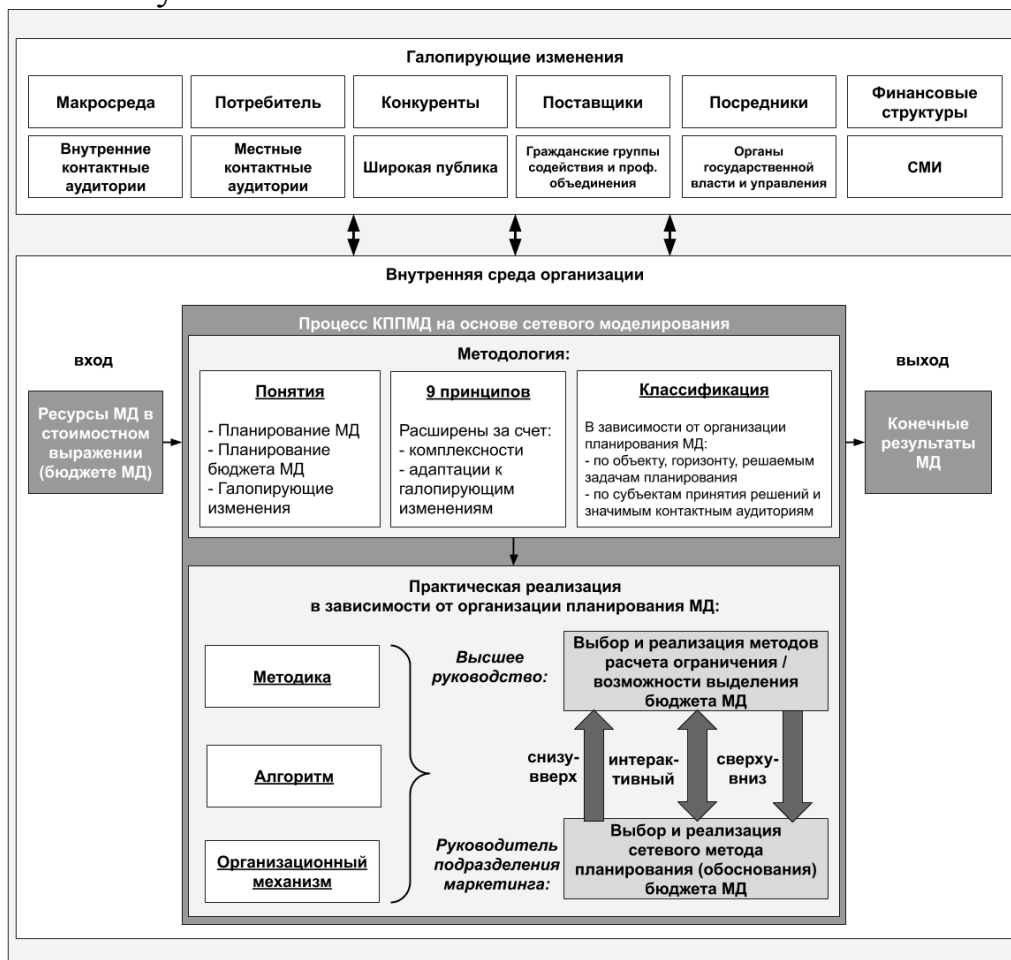 Галопирующие изменения
Макросреда
Потребитель
Конкуренты
Поставщики
Посредники
Финансовые
структуры
Внутренние
контактные
аудитории
Местные
контактные
аудитории
Широкая публика
Гражданские группы
содействия и проф.
объединения
Органы
государственной
власти и управления
СМИ
Внутренняя среда организации
Процесс КППМД на основе сетевого моделирования
вход
Ресурсы МД в
стоимостном
выражении
(бюджете МД)
Методология:
Понятия
- Планирование МД
- Планирование
бюджета МД
- Галопирующие
изменения
9 принципов
Расширены за счет:
- комплексности
- адаптации к
галопирующим
изменениям
Классификация
В зависимости от организации
планирования МД:
- по объекту, горизонту, решаемым
задачам планирования
- по субъектам принятия решений и
значимым контактным аудиториям
выход
Конечные
результаты
МД
Практическая реализация
в зависимости от организации планирования МД:
Методика
Алгоритм
Организационный
механизм
Высшее
руководство:
Выбор и реализация методов
расчета ограничения /
возможности выделения
бюджета МД
снизу-
вверх
интерак-
тивный
сверху-
вниз
Руководитель
подразделения
маркетинга:
Выбор и реализация
сетевого метода
планирования (обоснования)
бюджета МД